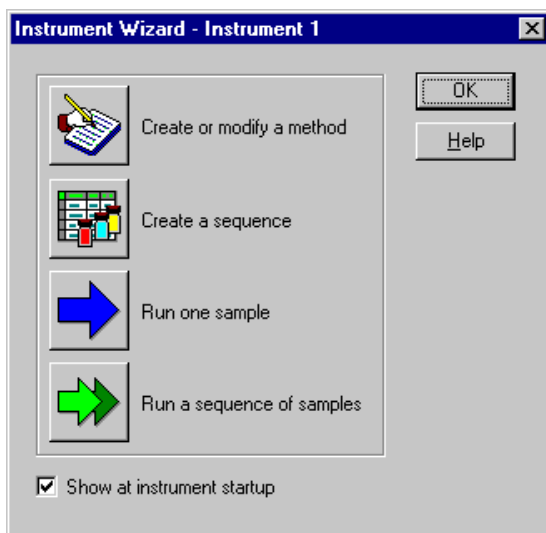 Instrument Wizard - Instrument 1
OK
Create or modify a method
Help
Create a sequence
Run one sample
Run a sequence of samples
Show at instrument startup